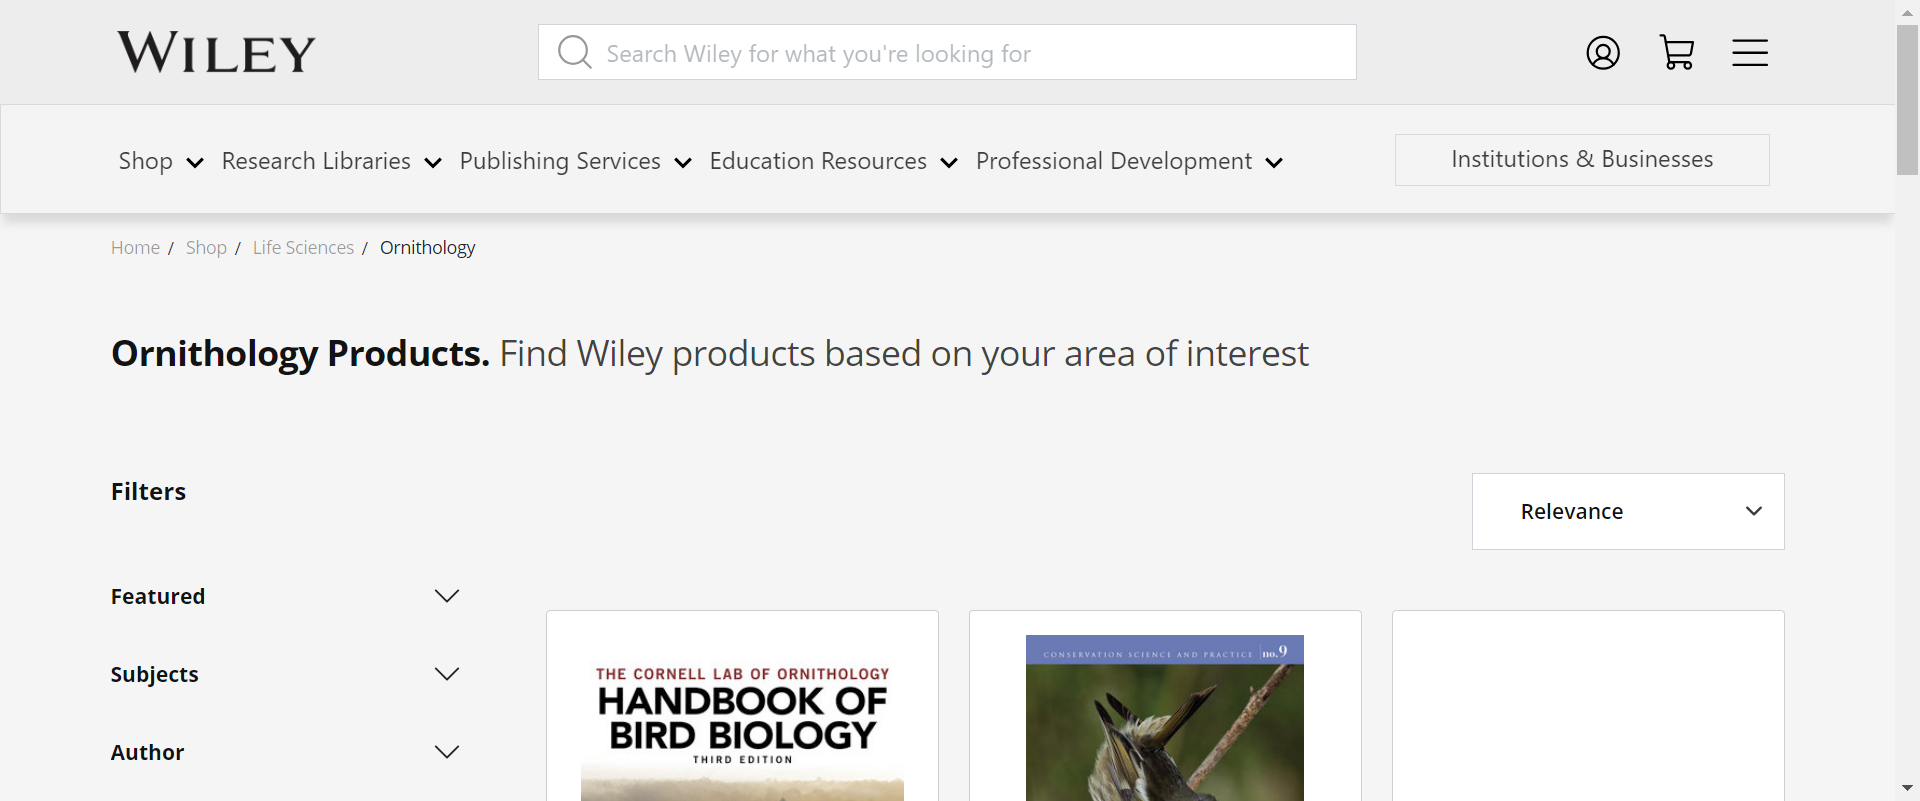 WILEY
Search Wiley for what you're looking for
Shop Research Libraries Publishing Services Education Resources Professional Development Institutions & Businesses
Home / Shop / Life Sciences / Ornithology
Ornithology Products. Find Wiley products based on your area of interest
Filters
Relevance
Featured
Subjects
Author
THE CORNELL LAB OF ORNITHOLOGY
HANDBOOK OF
BIRD BIOLOGY
THIRD EDITION
CONSERVATION SCIENCE AND PRACTICE no.9